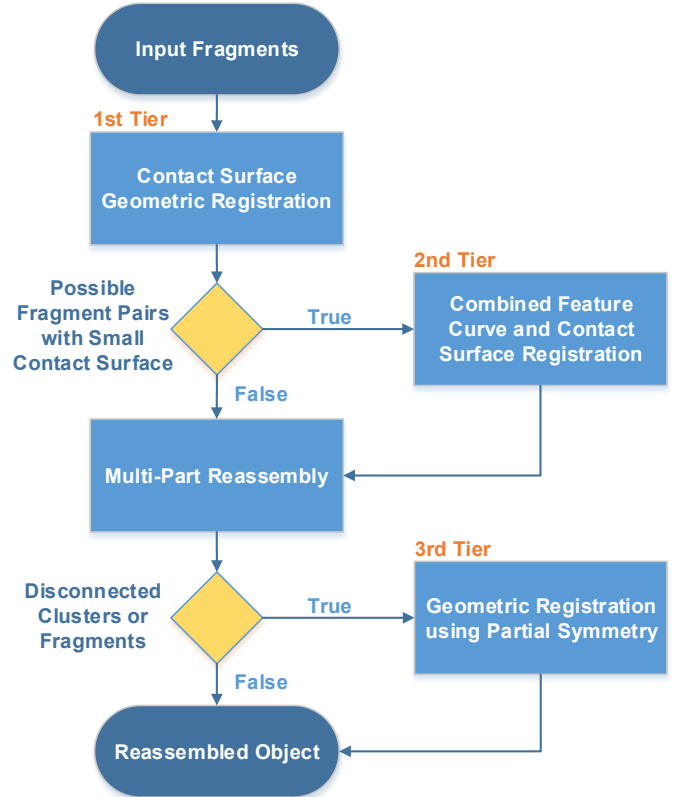 Input Fragments
1st Tier
Contact Surface
Geometric Registration
Possible
Fragment Pairs
with Small
Contact Surface
True
2nd Tier
Combined Feature
Curve and Contact
Surface Registration
False
Multi-Part Reassembly
Disconnected
Clusters or
Fragments
True
3rd Tier
Geometric Registration
using Partial Symmetry
False
Reassembled Object